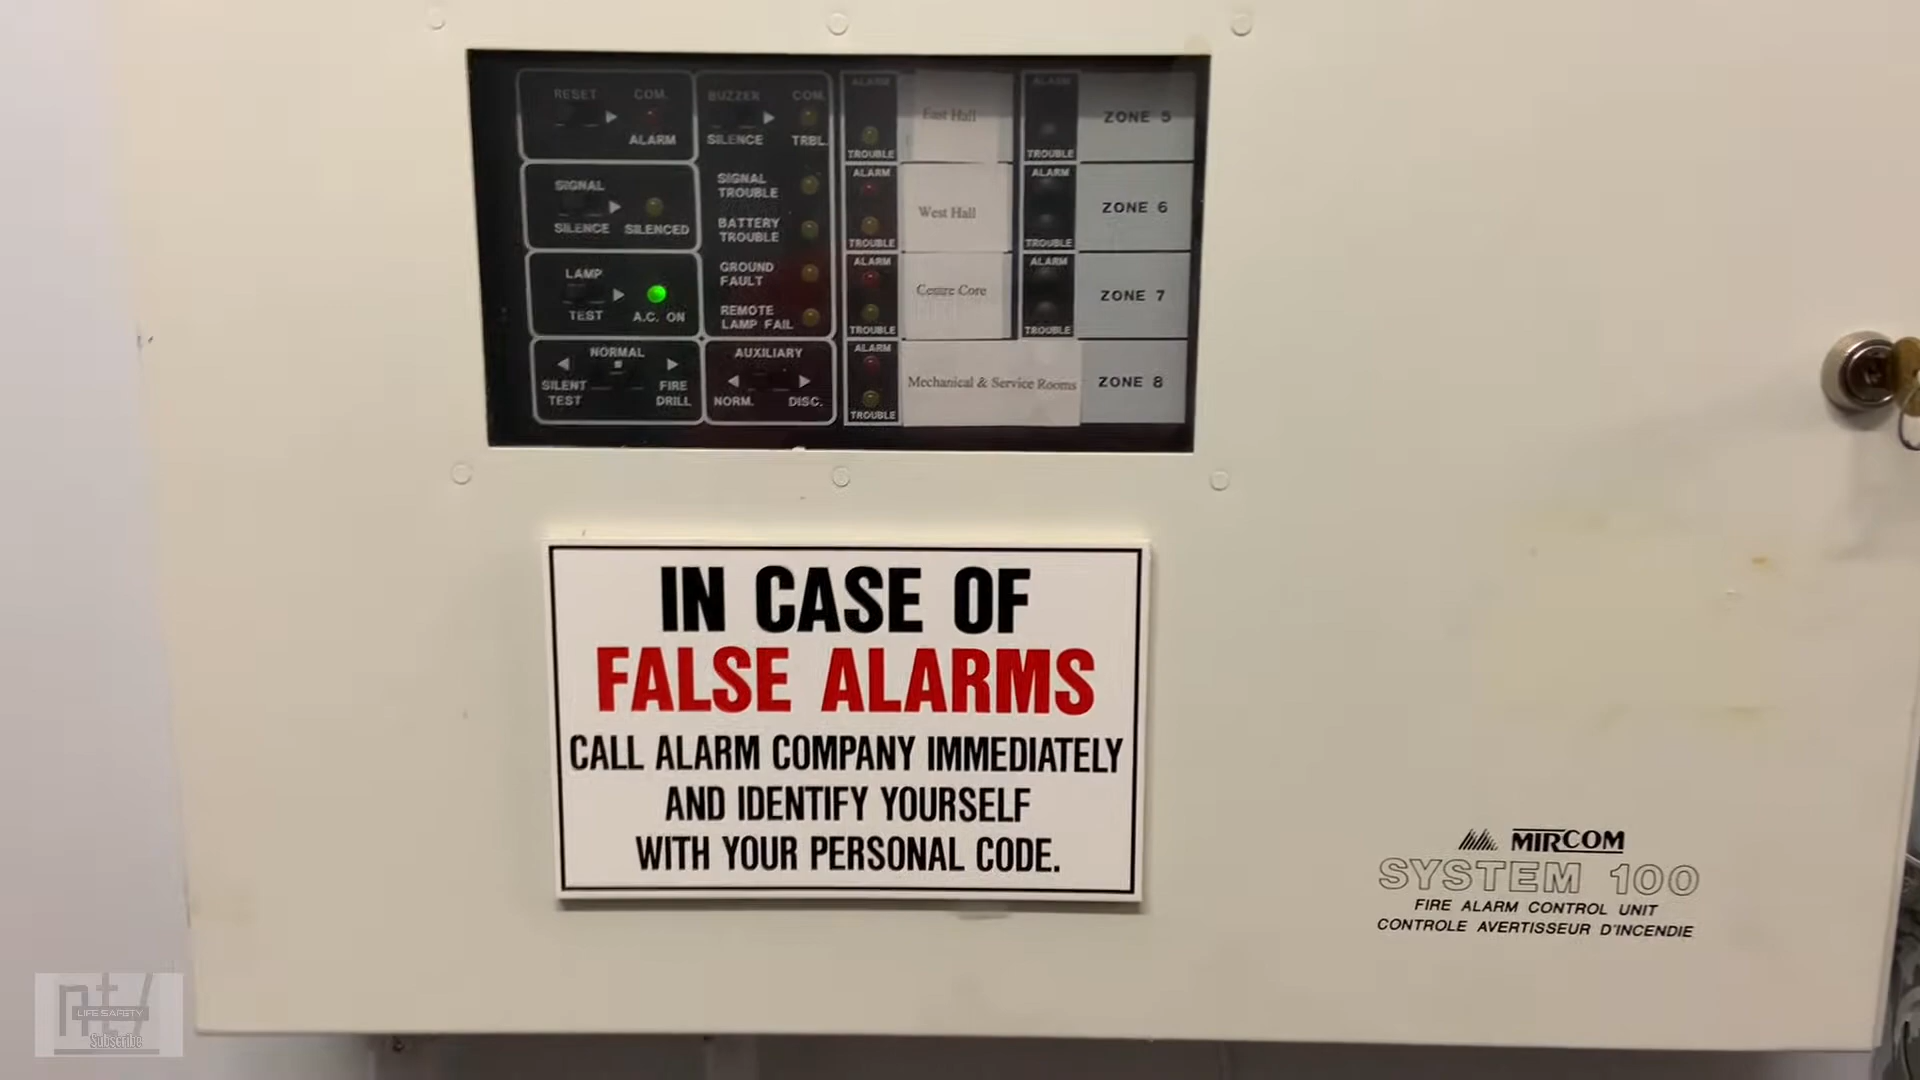 RESET
COM.
ALARM
BUZZER
SILENCE
COM.
TRBL.
SIGNAL
SILENCE
SILENCED
SIGNAL
TROUBLE
BATTERY
TROUBLE
LAMP
TEST
A.C. ON
GROUND
FAULT
REMOTE
LAMP FAIL
NORMAL
SILENT
TEST
FIRE
DRILL
AUXILIARY
NORM.
DISC.
ALARM
TROUBLE
East Hall
ALARM
TROUBLE
ZONE 5
ALARM
TROUBLE
West Hall
ALARM
TROUBLE
ZONE 6
ALARM
TROUBLE
Centre Core
ALARM
TROUBLE
ZONE 7
ALARM
TROUBLE
Mechanical & Service Rooms
ZONE 8
IN CASE OF
FALSE ALARMS
CALL ALARM COMPANY IMMEDIATELY
AND IDENTIFY YOURSELF
WITH YOUR PERSONAL CODE.
MIRCOM
SYSTEM 100
FIRE ALARM CONTROL UNIT
CONTROLE AVERTISSEUR D'INCENDIE
ntl
LIFE SAFETY
Subscribe